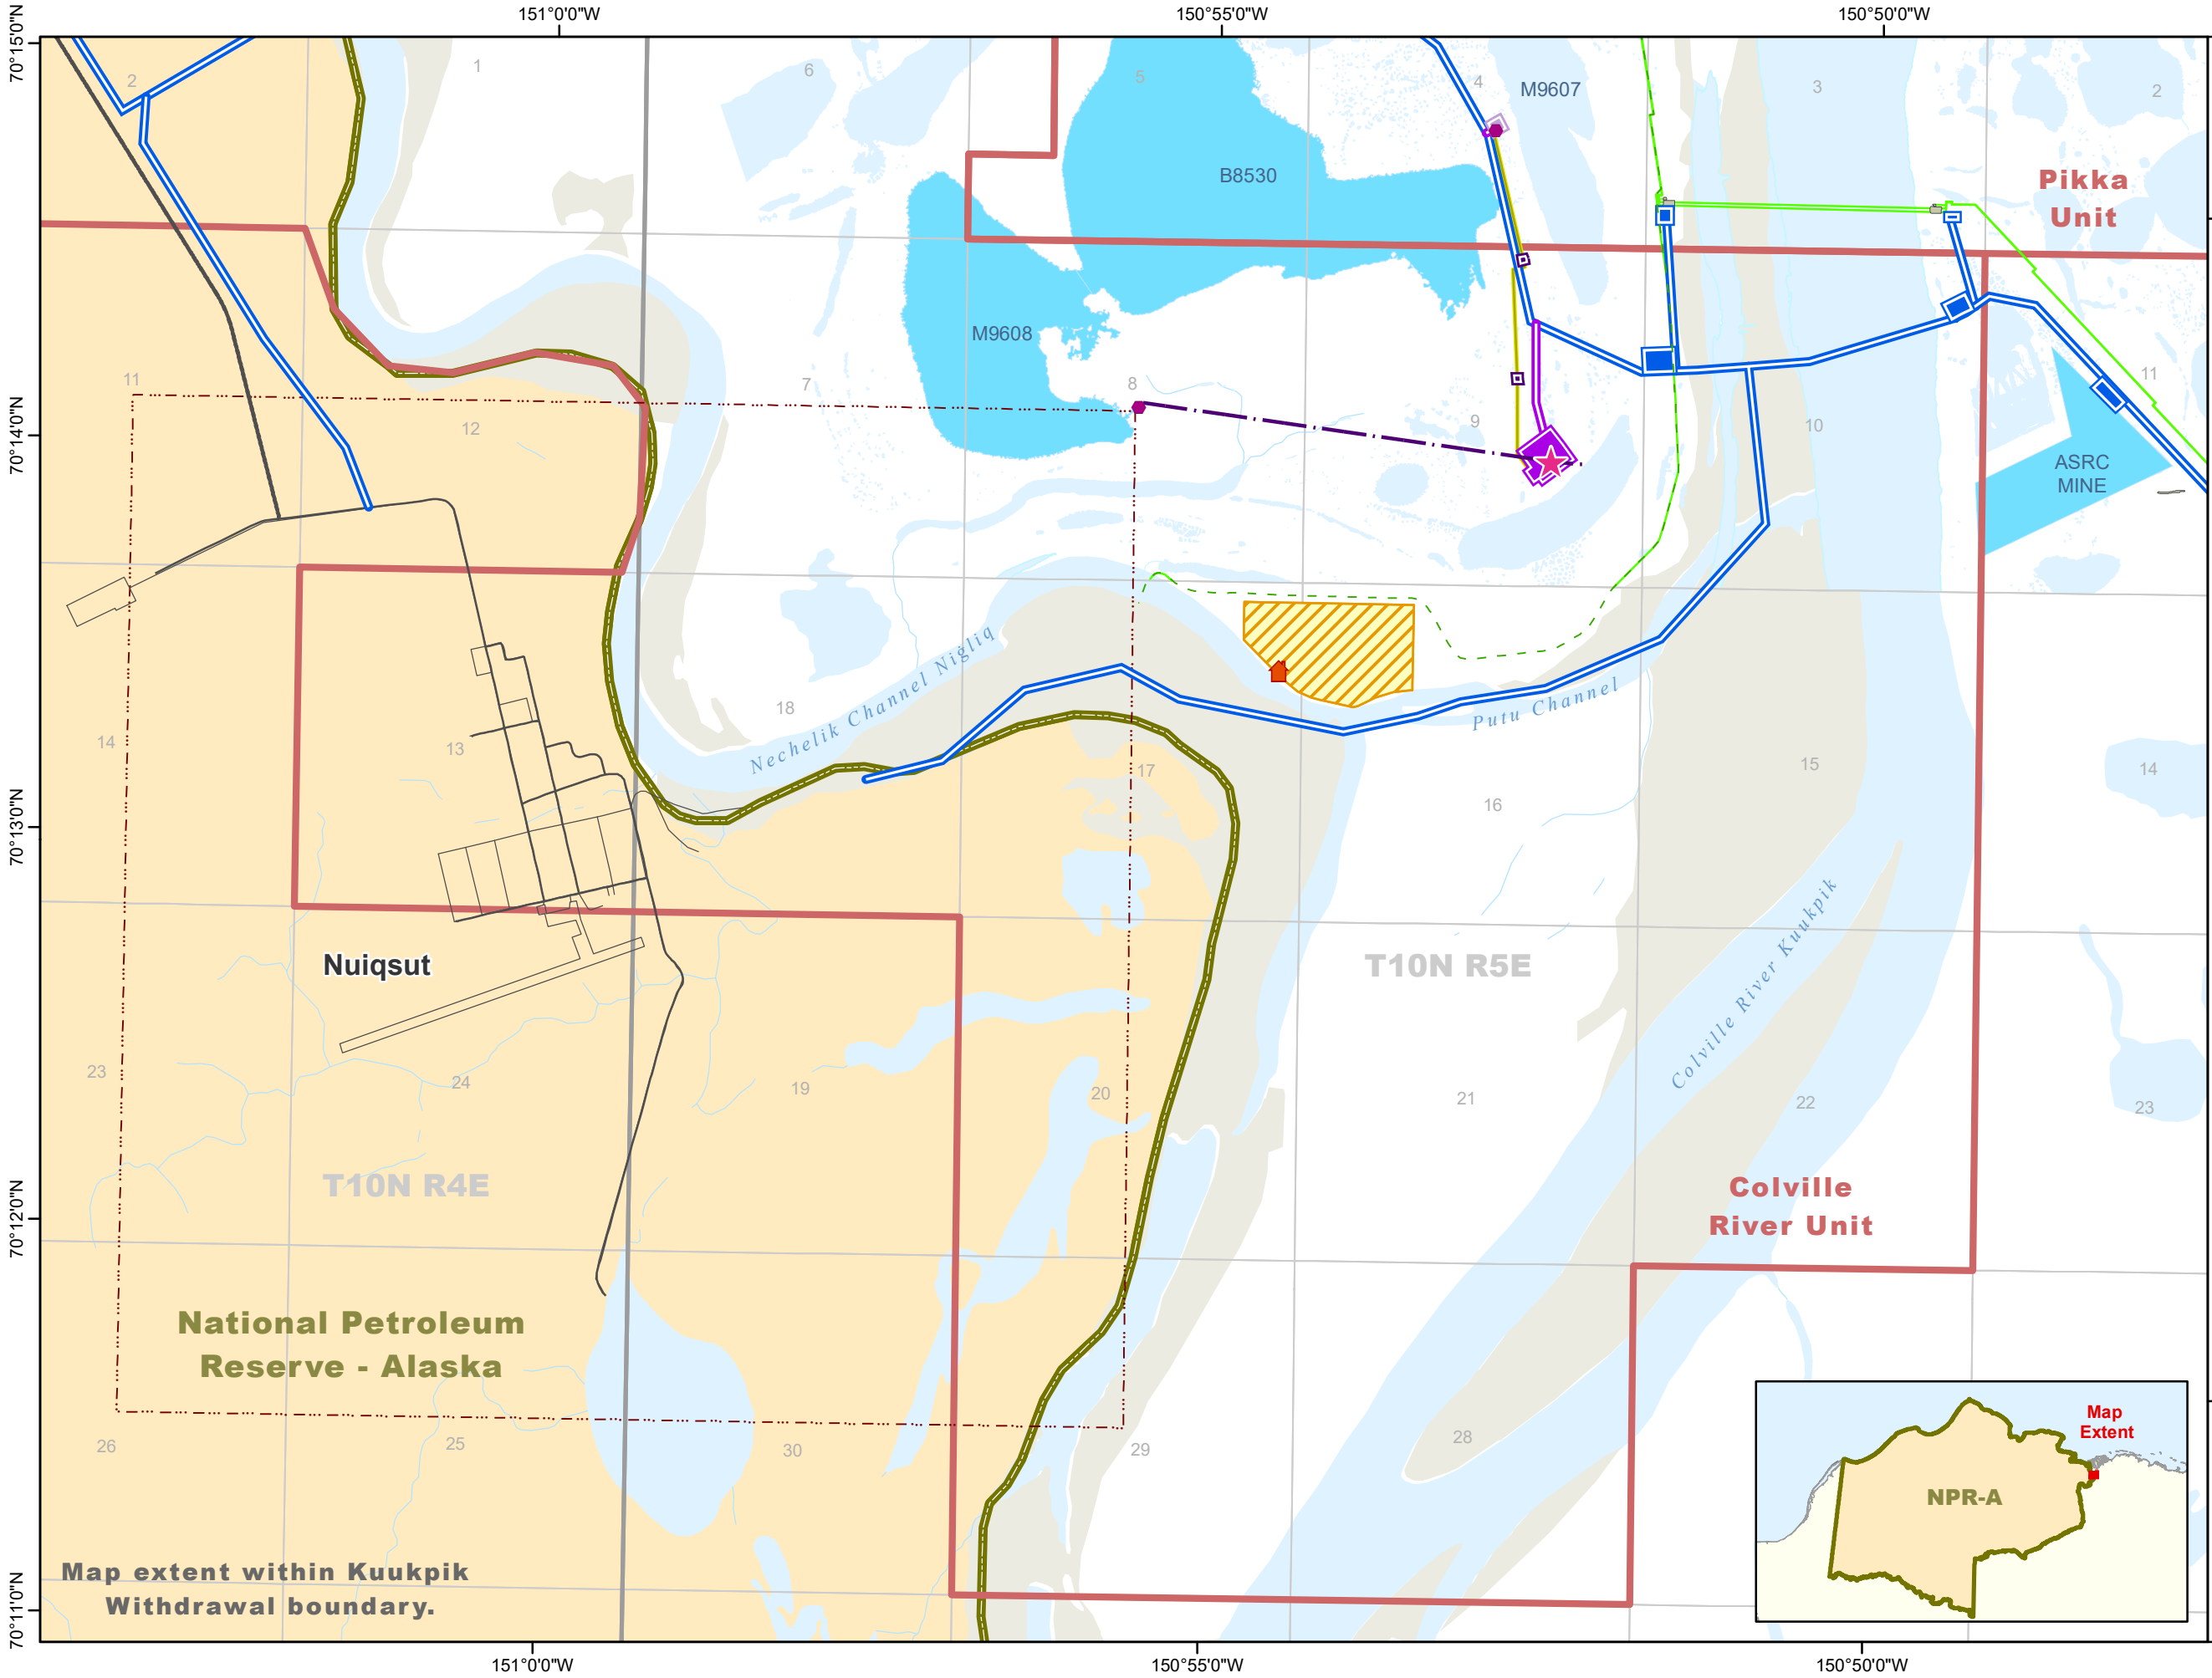 151°0'0"W
150°55'0"W
150°50'0"W
70°15'0"N
70°14'0"N
70°13'0"N
70°12'0"N
70°11'0"N
2
1
6
5
4
M9607
3
2
B8530
Pikka
Unit
M9608
11
12
7
8
9
10
11
ASRC
MINE
Nechelik Channel Nigliq
Putu Channel
14
13
18
17
16
15
14
Nuiqsut
T10N R5E
Colville River Kuukpik
23
24
19
20
21
22
23
T10N R4E
Colville
River Unit
National Petroleum
Reserve - Alaska
26
25
30
29
28
Map
Extent
NPR-A
Map extent within Kuukpik
Withdrawal boundary.
151°0'0"W
150°55'0"W
150°50'0"W